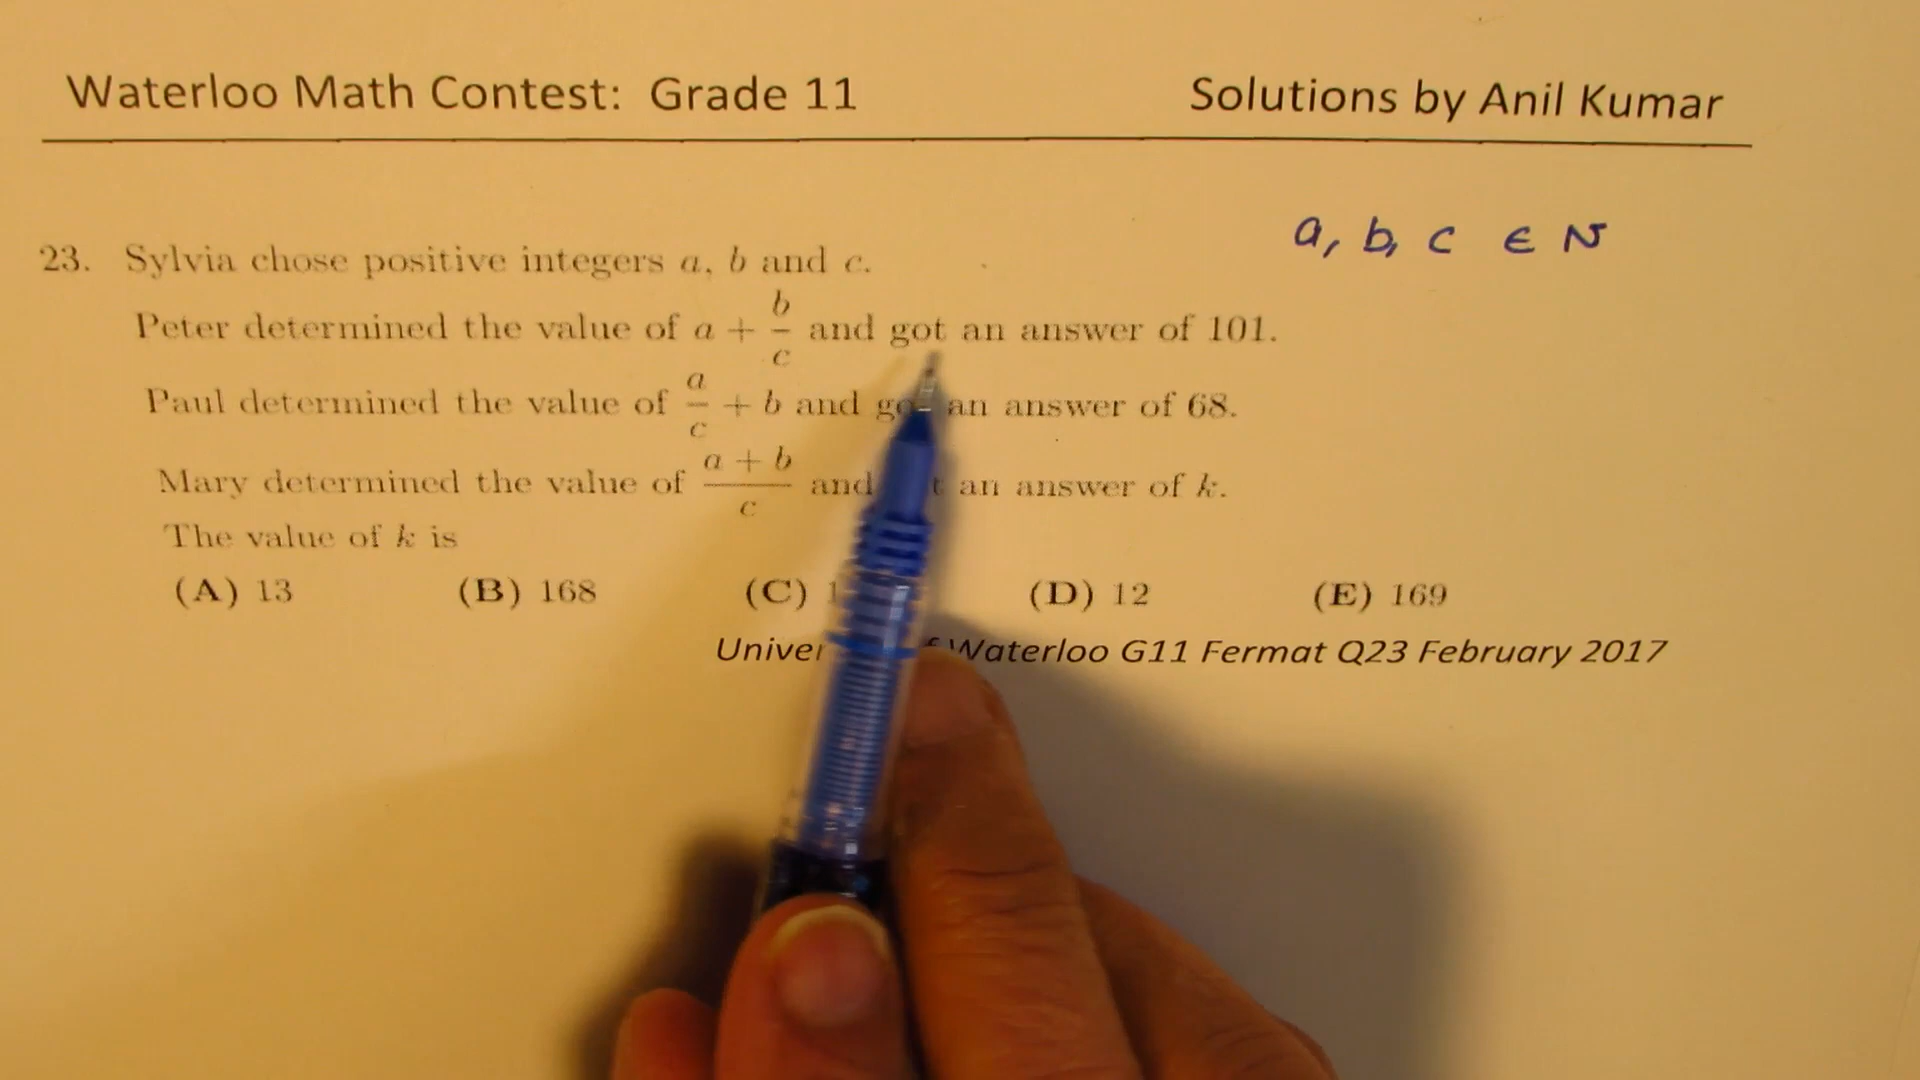 Waterloo Math Contest: Grade 11 Solutions by Anil Kumar
a, b, c ∈ N
23. Sylvia chose positive integers a, b and c.
Peter determined the value of a + b/c and got an answer of 101.
Paul determined the value of a/c + b and an answer of 68.
Mary determined the value of (a + b)/c and an answer of k.
The value of k is
(A) 13 (B) 168 (C) (D) 12 (E) 169
Waterloo G11 Fermat Q23 February 2017